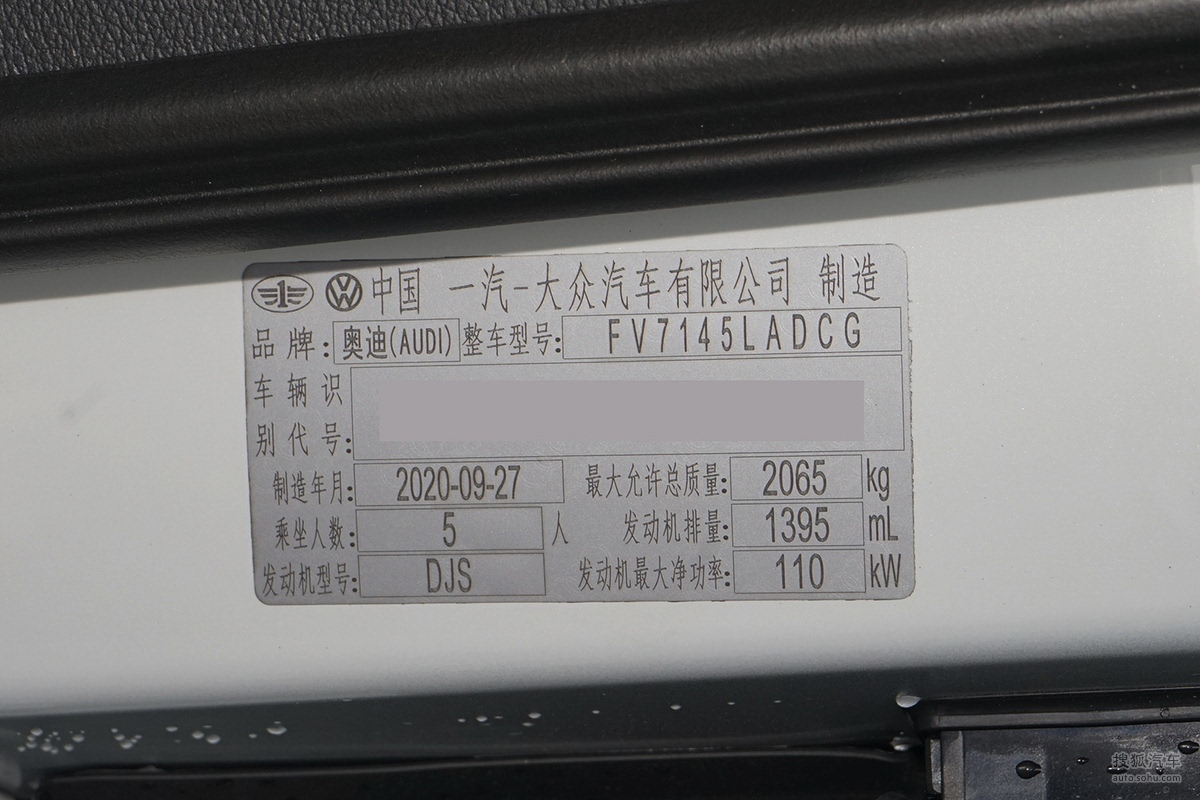 中国 一汽-大众汽车有限公司 制造
品牌: 奥迪(AUDI) 整车型号: FV7145LADCG
车辆识
别代号:
制造年月: 2020-09-27 最大允许总质量: 2065 kg
乘坐人数: 5 人 发动机排量: 1395 mL
发动机型号: DJS 发动机最大净功率: 110 kW
搜狐汽车
auto.sohu.com